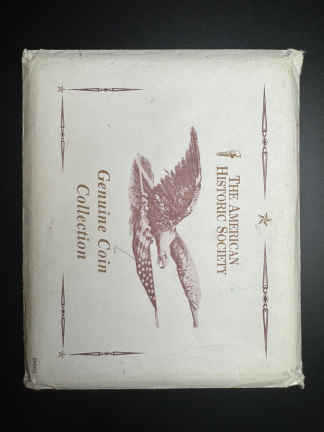 THE AMERICAN
HISTORIC SOCIETY
Genuine Coin
Collection